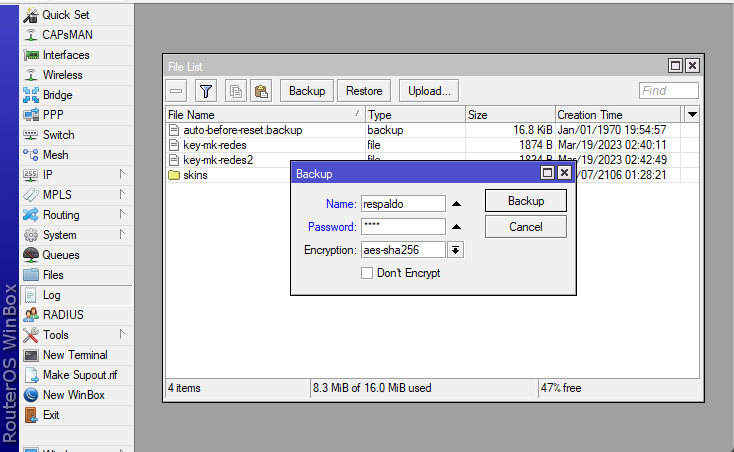 Quick Set
CAPsMAN
Interfaces
Wireless
Bridge
PPP
Switch
Mesh
IP
MPLS
Routing
System
Queues
Files
Log
RADIUS
Tools
New Terminal
Make Supout.rif
New WinBox
Exit
RouterOS WinBox
File List
Backup Restore Upload... Find
File Name Type Size Creation Time
auto-before-reset.backup backup 16.8 KiB Jan/01/1970 19:54:57
key-mk-redes file 1874 B Mar/19/2023 02:40:11
key-mk-redes2 file 1834 B Mar/19/2023 02:42:49
skins /07/2106 01:28:21
Backup
Name: respaldo Backup
Password: **** Cancel
Encryption: aes-sha256
Don't Encrypt
4 items 8.3 MiB of 16.0 MiB used 47% free